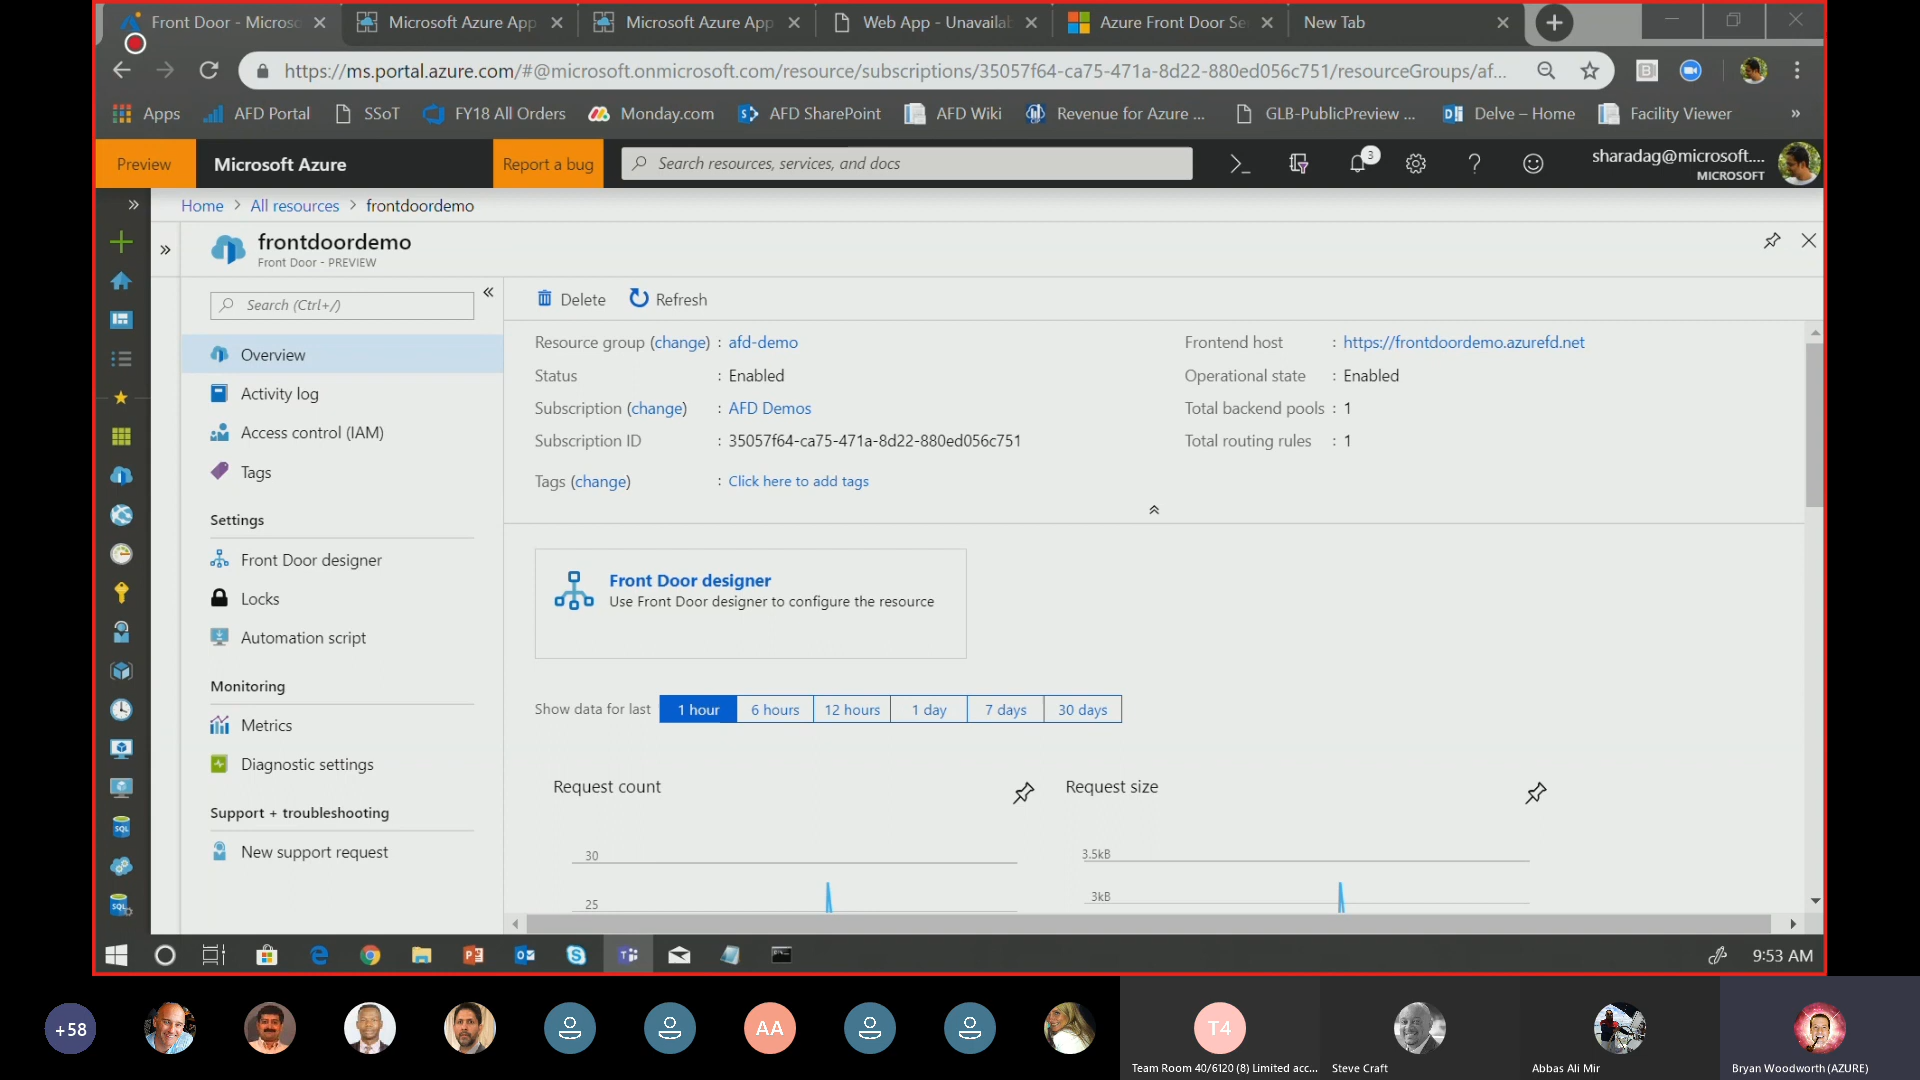 Front Door - Microso
Microsoft Azure App
Microsoft Azure App
Web App - Unavailab
Azure Front Door Se
New Tab
https://ms.portal.azure.com/#@microsoft.onmicrosoft.com/resource/subscriptions/35057f64-ca75-471a-8d22-880ed056c751/resourceGroups/af...
Apps
AFD Portal
SSoT
FY18 All Orders
Monday.com
AFD SharePoint
AFD Wiki
Revenue for Azure ...
GLB-PublicPreview ...
Delve – Home
Facility Viewer
»
Preview
Microsoft Azure
Report a bug
Search resources, services, and docs
3
sharadag@microsoft....
MICROSOFT
Home > All resources > frontdoordemo
frontdoordemo
Front Door - PREVIEW
Search (Ctrl+/)
Overview
Activity log
Access control (IAM)
Tags
Settings
Front Door designer
Locks
Automation script
Monitoring
Metrics
Diagnostic settings
Support + troubleshooting
New support request
Delete
Refresh
Resource group (change) : afd-demo
Status : Enabled
Subscription (change) : AFD Demos
Subscription ID : 35057f64-ca75-471a-8d22-880ed056c751
Tags (change) : Click here to add tags
Frontend host : https://frontdoordemo.azurefd.net
Operational state : Enabled
Total backend pools : 1
Total routing rules : 1
Front Door designer
Use Front Door designer to configure the resource
Show data for last 1 hour 6 hours 12 hours 1 day 7 days 30 days
Request count
30
25
Request size
3.5kB
3kB
SQL
SQL
9:53 AM
+58
AA
T4
Team Room 40/6120 (8) Limited acc...
Steve Craft
Abbas Ali Mir
Bryan Woodworth (AZURE)